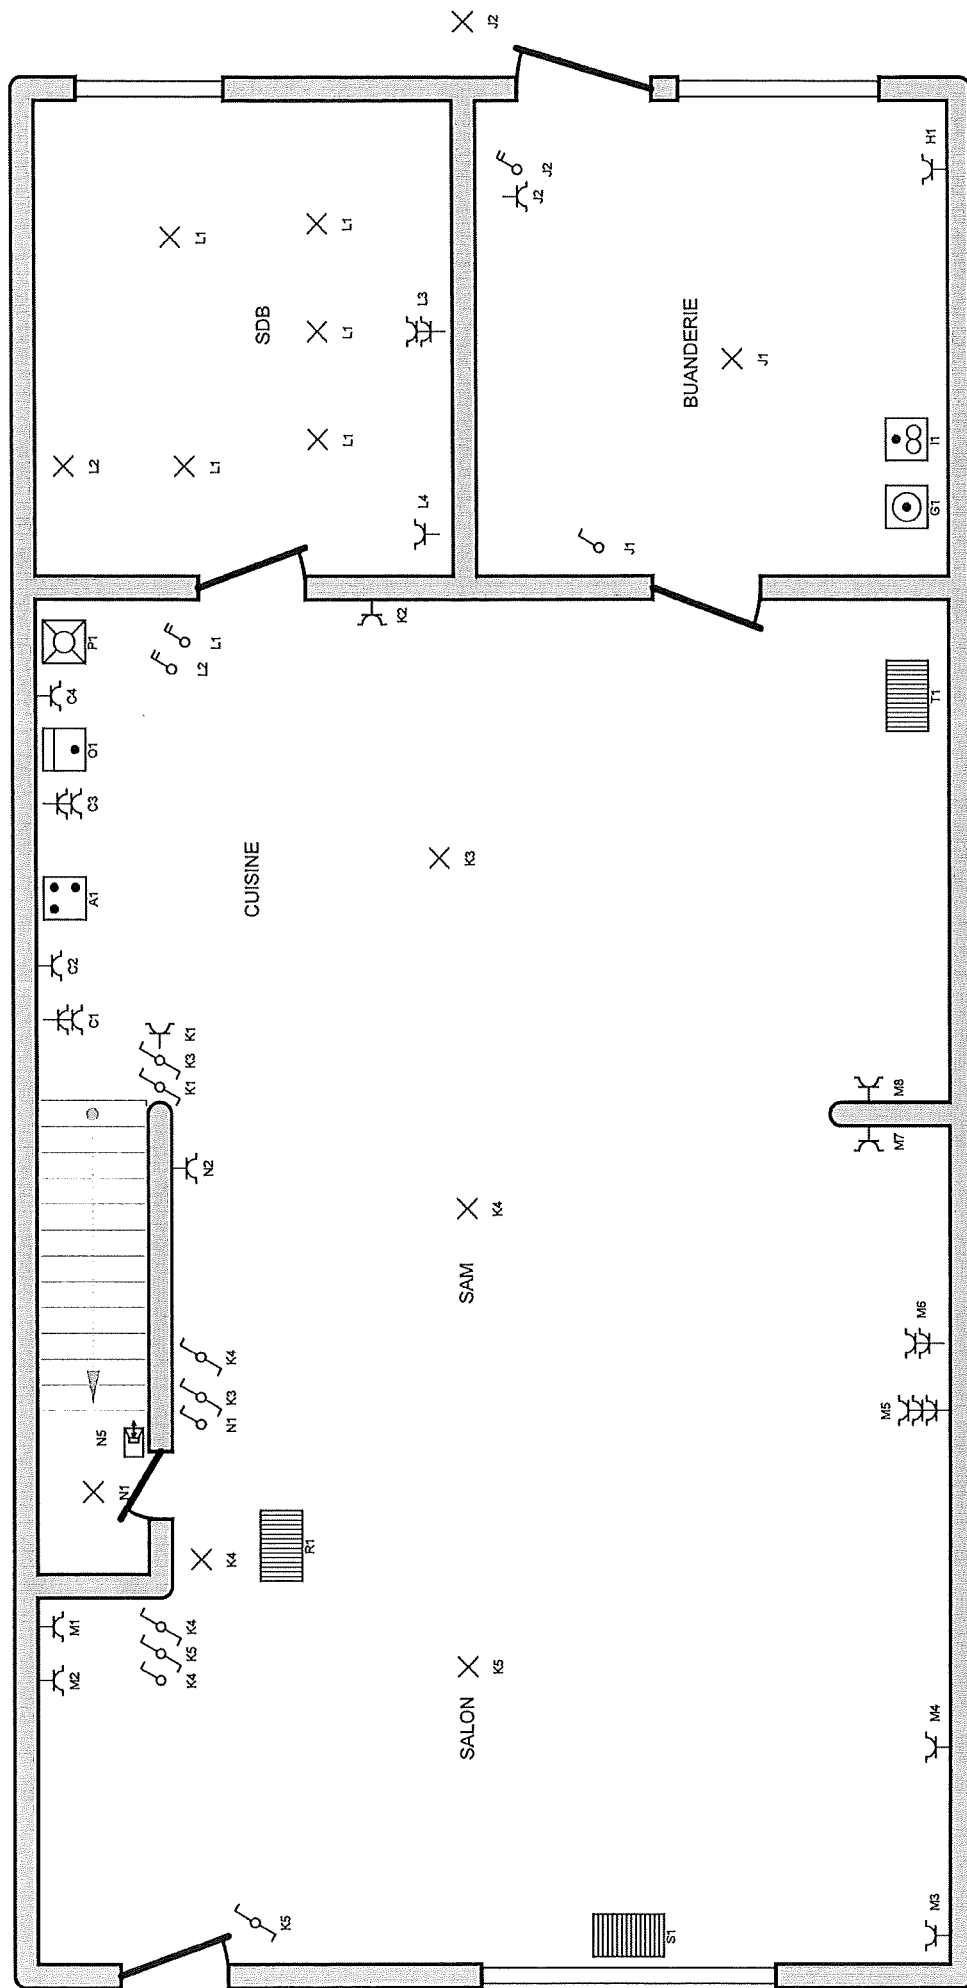 J2
H1
J2
J2
L1
L1
L3
SDB
L1
BUANDERIE
J1
L1
L2
L1
L4
I1
G1
J1
K2
P1
L1
L2
C4
T1
O1
C3
CUISINE
K3
A1
C2
C1
K1
K3
K1
M8
M7
N2
K4
SAM
M6
K4
K3
N1
M5
N5
N1
R1
K4
M1
K4
K5
K4
M2
K5
SALON
M4
K5
S1
M3